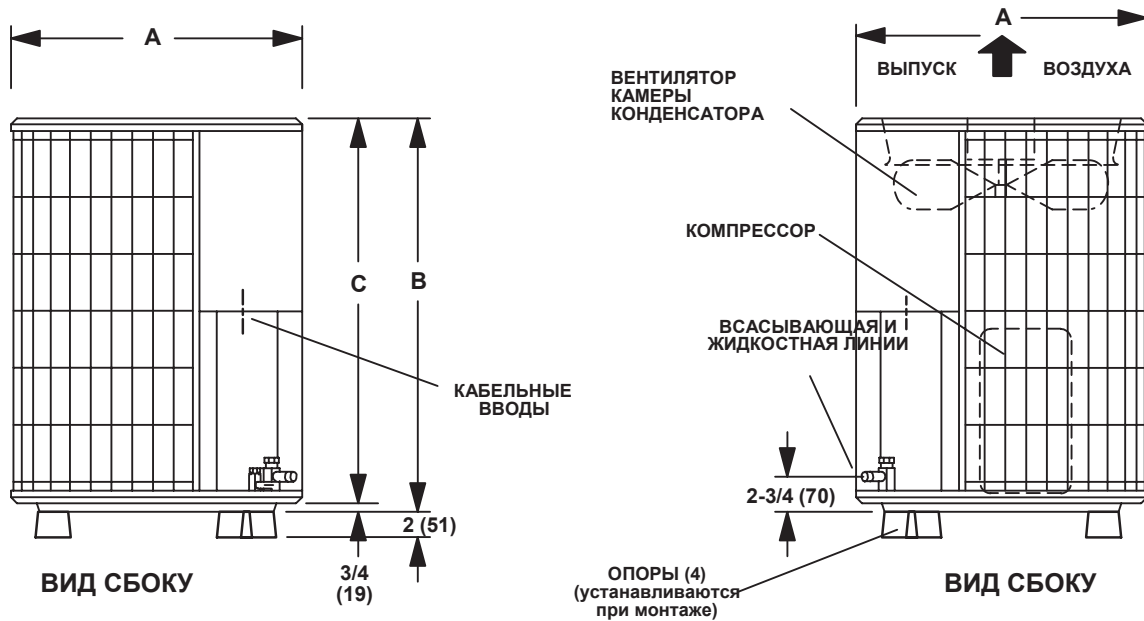 A
C
B
КАБЕЛЬНЫЕ
ВВОДЫ
2 (51)
3/4
(19)
ВИД СБОКУ
A
ВЫПУСК
ВОЗДУХА
ВЕНТИЛЯТОР
КАМЕРЫ
КОНДЕНСАТОРА
КОМПРЕССОР
ВСАСЫВАЮЩАЯ И
ЖИДКОСТНАЯ ЛИНИИ
2-3/4 (70)
ОПОРЫ (4)
(устанавливаются
при монтаже)
ВИД СБОКУ